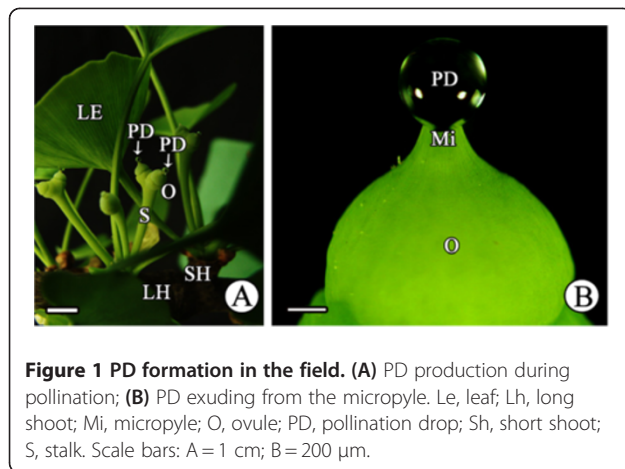 LE
PD
PD
O
S
SH
LH
A
PD
Mi
O
B
Figure 1 PD formation in the field. (A) PD production during
pollination; (B) PD exuding from the micropyle. Le, leaf; Lh, long
shoot; Mi, micropyle; O, ovule; PD, pollination drop; Sh, short shoot;
S, stalk. Scale bars: A = 1 cm; B = 200 μm.